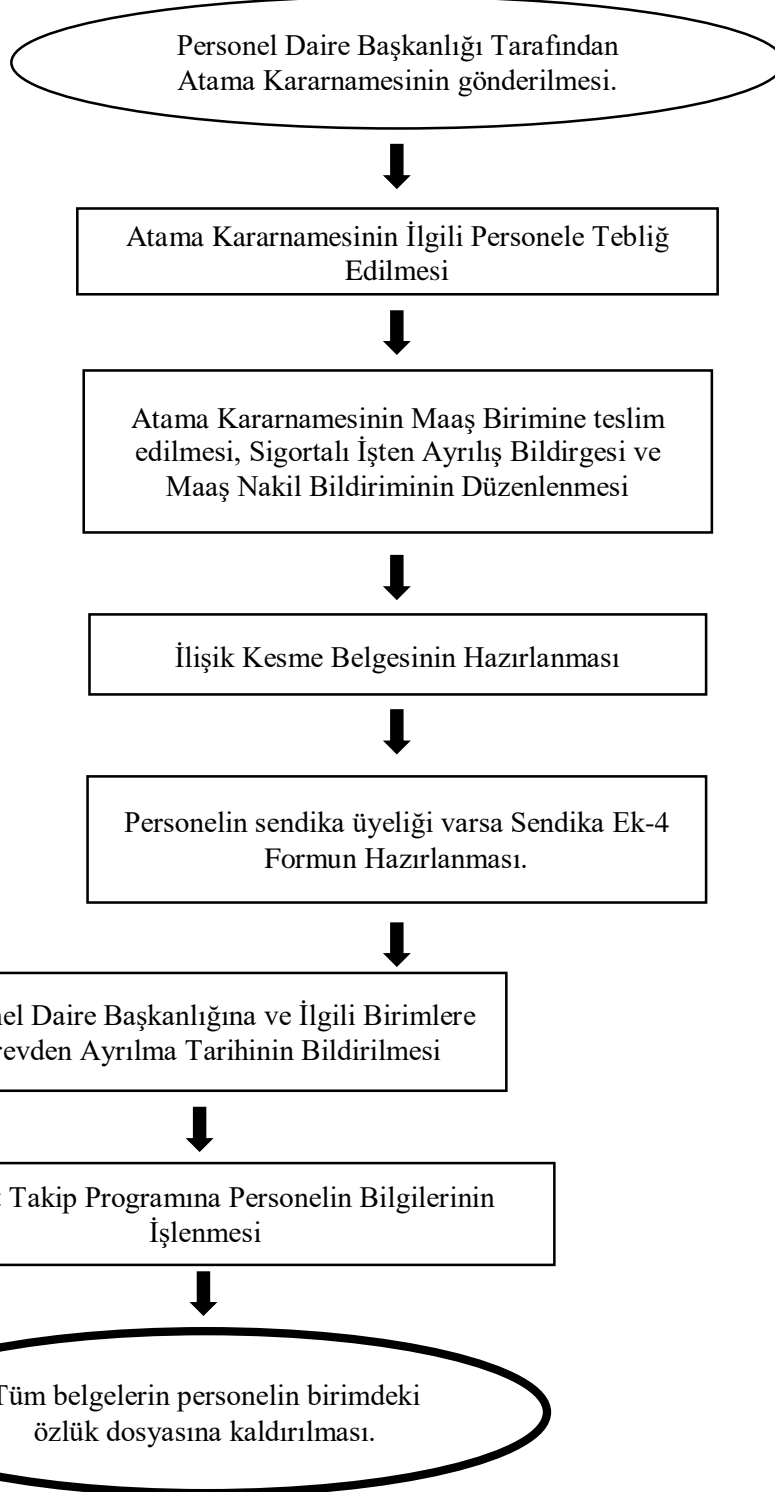 Personel Daire Başkanlığı Tarafından
Atama Kararnamesinin gönderilmesi.
Atama Kararnamesinin İlgili Personele Tebliğ
Edilmesi
Atama Kararnamesinin Maaş Birimine teslim
edilmesi, Sigortalı İşten Ayrılış Bildirgesi ve
Maaş Nakil Bildiriminin Düzenlenmesi
İlişik Kesme Belgesinin Hazırlanması
Personelin sendika üyeliği varsa Sendika Ek-4
Formun Hazırlanması.
Daire Başkanlığına ve İlgili Birimlere
Ayrılma Tarihinin Bildirilmesi
Takip Programına Personelin Bilgilerinin
İşlenmesi
Tüm belgelerin personelin birimdeki
özlük dosyasına kaldırılması.